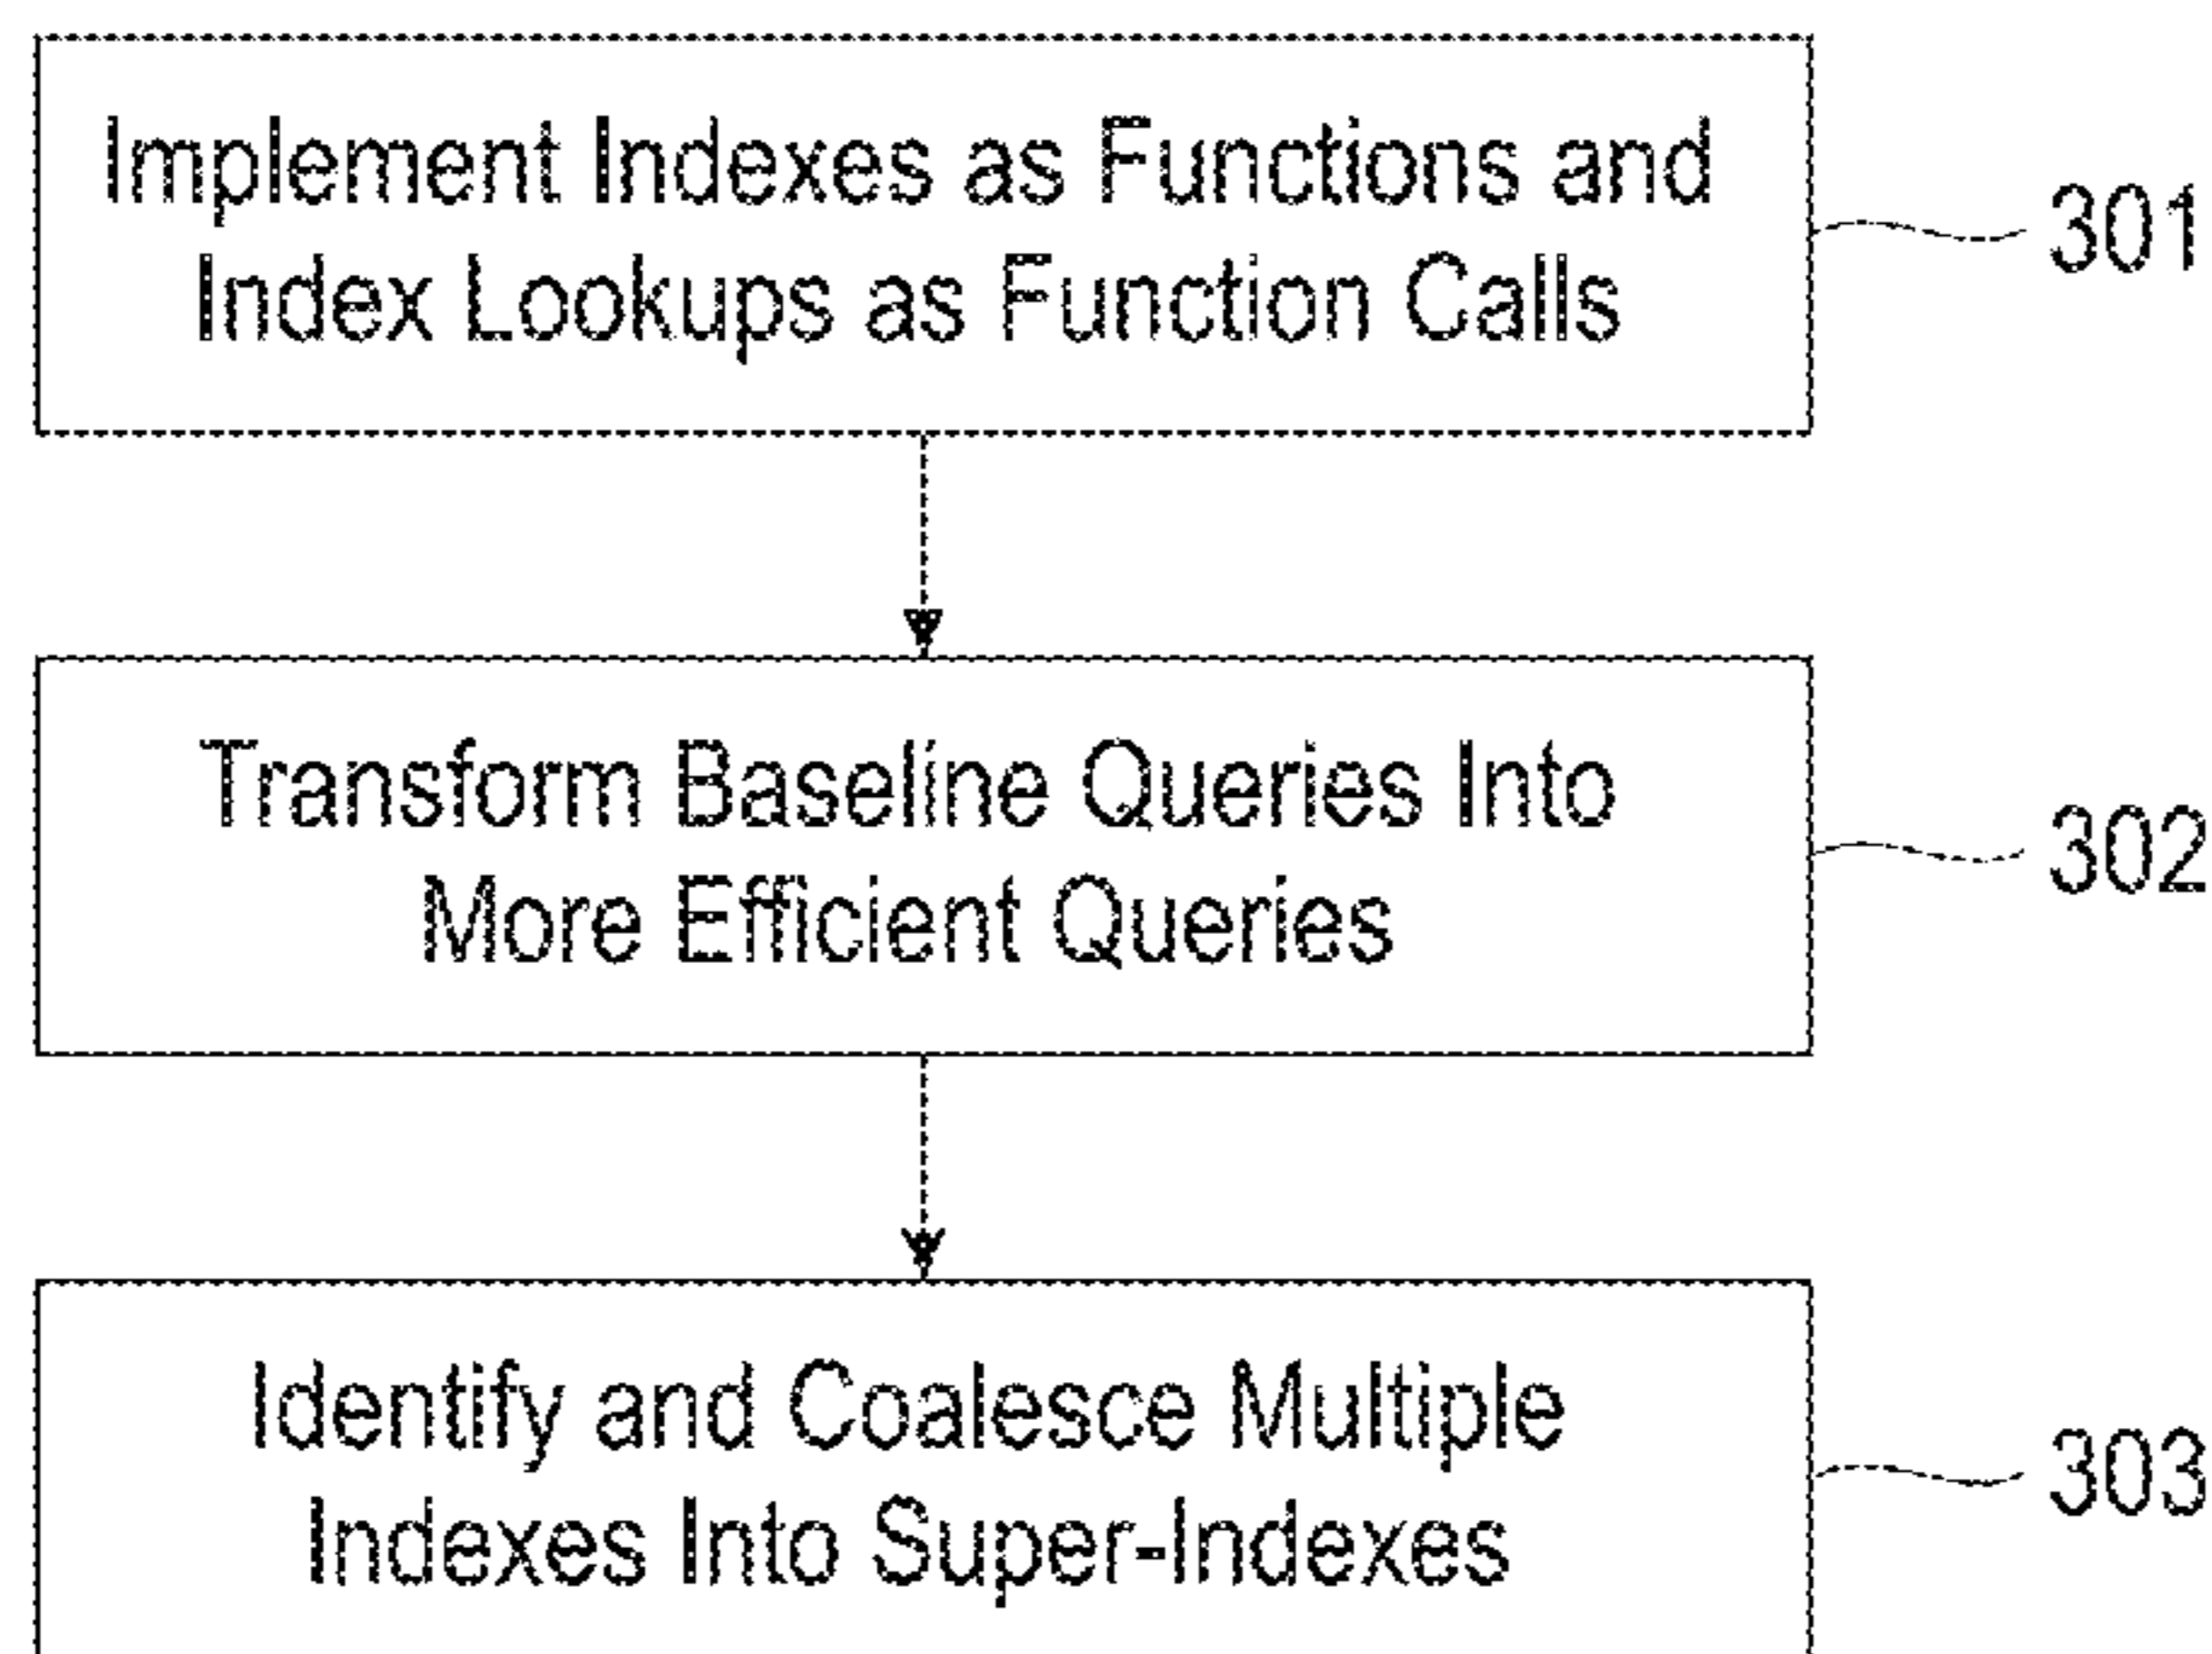 Implement Indexes as Functions and
Index Lookups as Function Calls
301
Transform Baseline Queries Into
More Efficient Queries
302
Identify and Coalesce Multiple
Indexes Into Super-Indexes
303